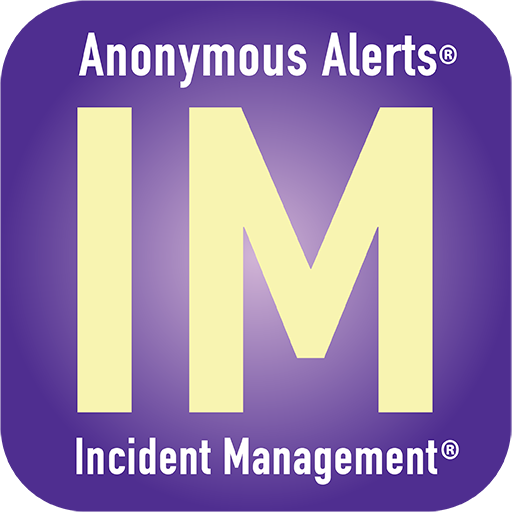 Anonymous Alerts®
IM
Incident Management®